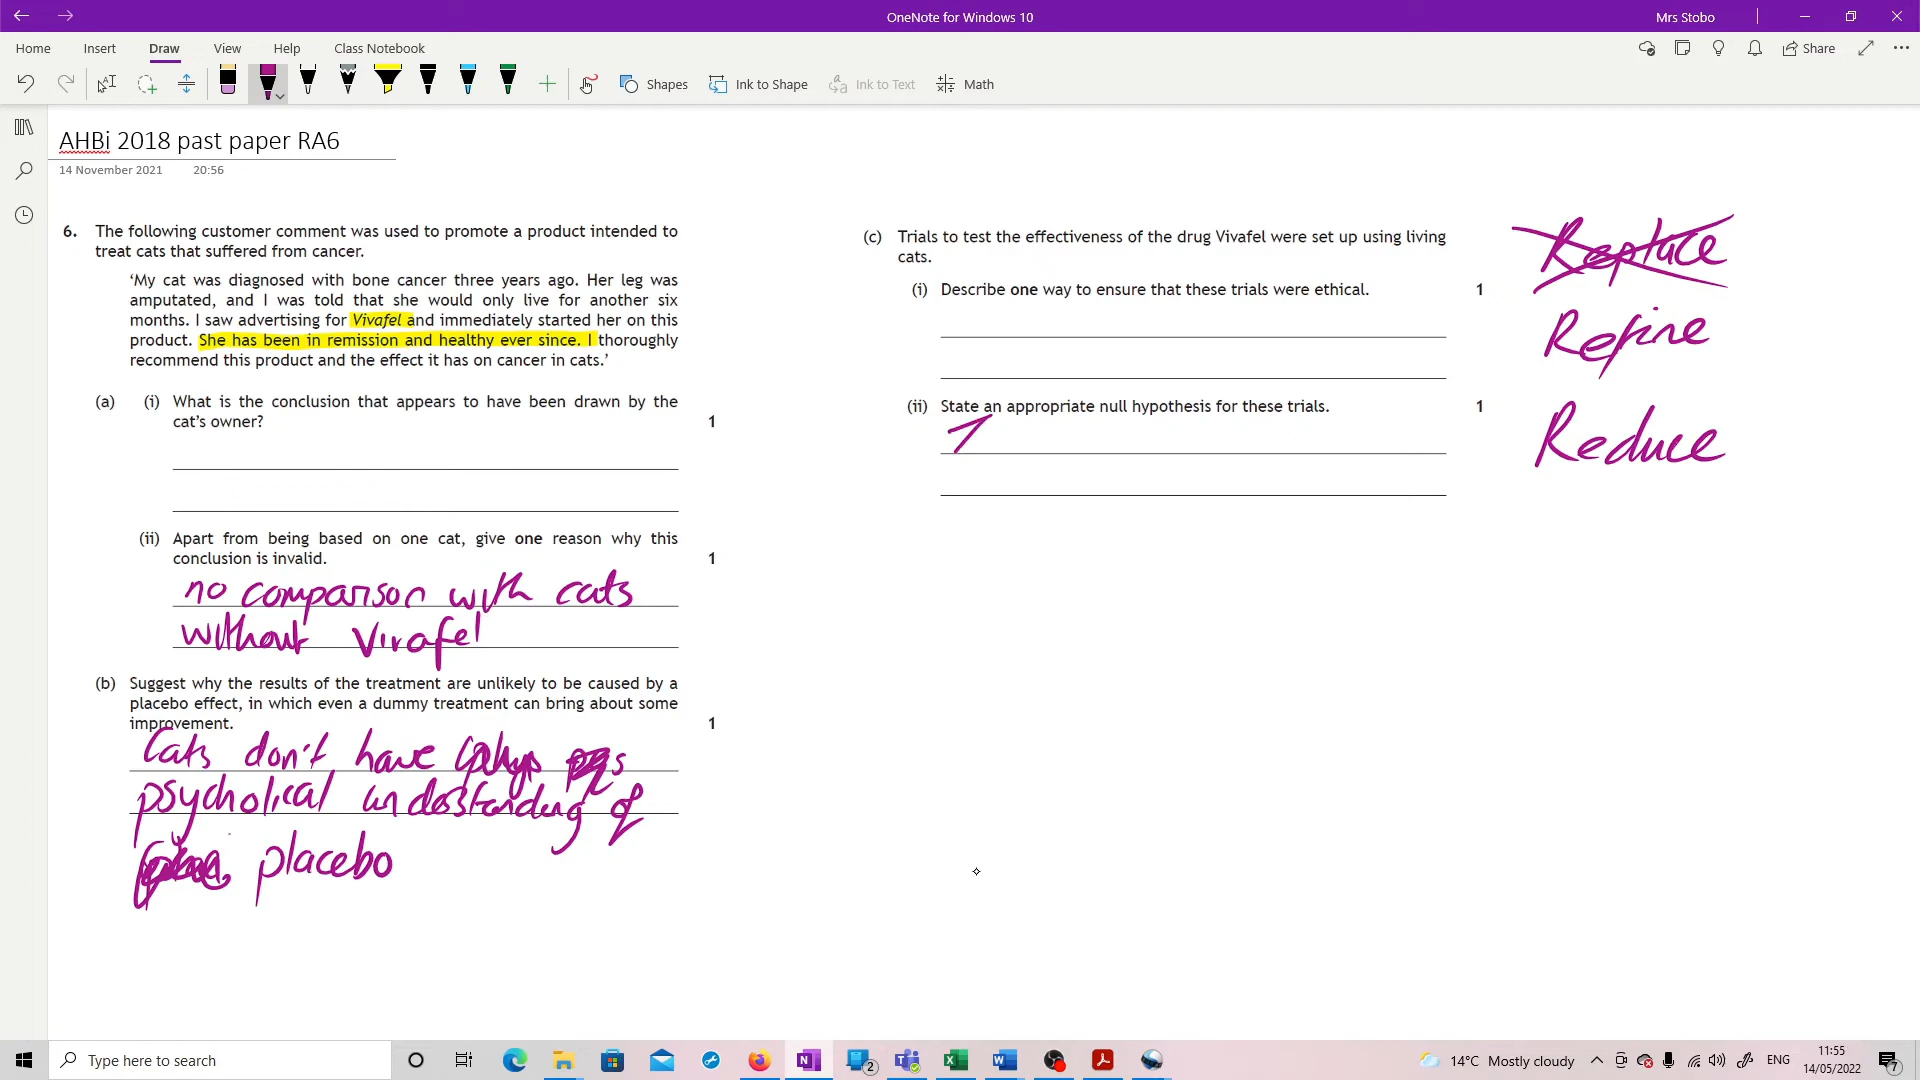 OneNote for Windows 10
Mrs Stobo
Home Insert Draw View Help Class Notebook
Share
Shapes Ink to Shape Ink to Text Math
AHBi 2018 past paper RA6
14 November 2021 20:56
6. The following customer comment was used to promote a product intended to
treat cats that suffered from cancer.
‘My cat was diagnosed with bone cancer three years ago. Her leg was
amputated, and I was told that she would only live for another six
months. I saw advertising for Vivafel and immediately started her on this
product. She has been in remission and healthy ever since. I thoroughly
recommend this product and the effect it has on cancer in cats.’
(a) (i) What is the conclusion that appears to have been drawn by the
cat’s owner? 1
(ii) Apart from being based on one cat, give one reason why this
conclusion is invalid. 1
no comparison with cats
without Vivafel
(b) Suggest why the results of the treatment are unlikely to be caused by a
placebo effect, in which even a dummy treatment can bring about some
improvement. 1
Cats don't have
psycholical understanding of
placebo
(c) Trials to test the effectiveness of the drug Vivafel were set up using living
cats.
(i) Describe one way to ensure that these trials were ethical. 1
(ii) State an appropriate null hypothesis for these trials. 1
Replace
Refine
Reduce
Type here to search
2
14°C Mostly cloudy
ENG
11:55
14/05/2022
7